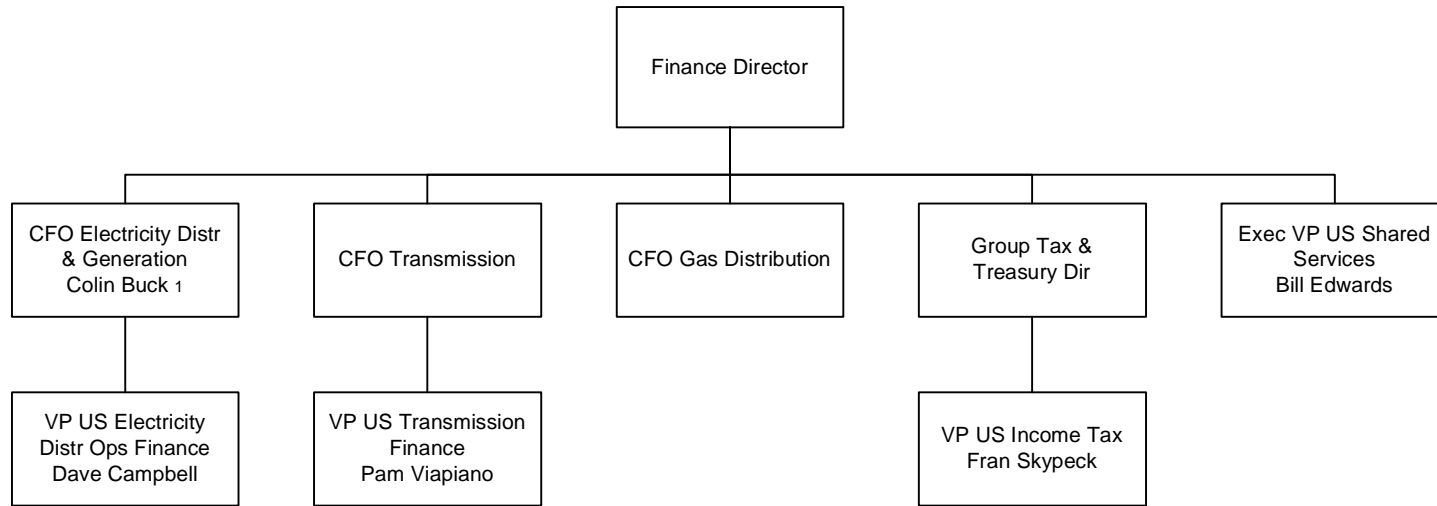 Finance Director
CFO Electricity Distr
& Generation
Colin Buck 1
CFO Transmission
CFO Gas Distribution
Group Tax &
Treasury Dir
Exec VP US Shared
Services
Bill Edwards
VP US Electricity
Distr Ops Finance
Dave Campbell
VP US Transmission
Finance
Pam Viapiano
VP US Income Tax
Fran Skypeck